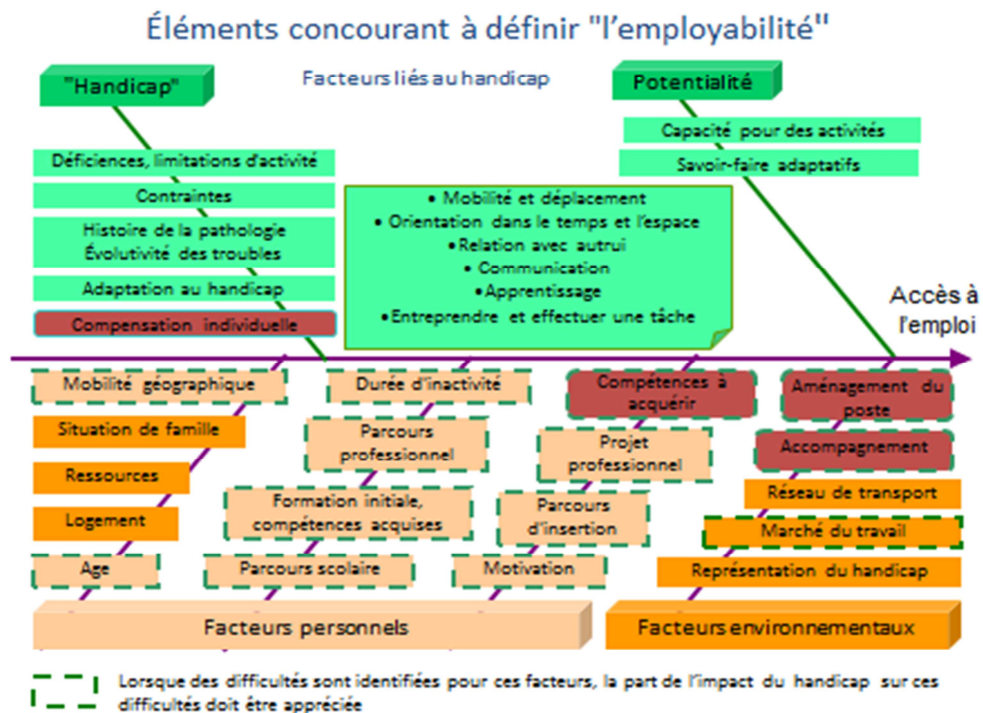 Éléments concourant à définir "l'employabilité"
"Handicap"
Facteurs liés au handicap
Potentialité
Déficiences, limitations d'activité
Contraintes
Histoire de la pathologie
Évolutivité des troubles
Adaptation au handicap
Compensation individuelle
• Mobilité et déplacement
• Orientation dans le temps et l'espace
•Relation avec autrui
• Communication
•Apprentissage
•Entreprendre et effectuer une tâche
Capacité pour des activités
Savoir-faire adaptatifs
Accès à
l'emploi
Mobilité géographique
Situation de famille
Ressources
Logement
Age
Durée d'inactivité
Parcours
professionnel
Formation initiale,
compétences acquises
Parcours scolaire
Compétences à
acquérir
Projet
professionnel
Parcours
d'insertion
Motivation
Aménagement du
poste
Accompagnement
Réseau de transport
Marché du travail
Représentation du handicap
Facteurs personnels
Facteurs environnementaux
Lorsque des difficultés sont identifiées pour ces facteurs, la part de l'impact du handicap sur ces
difficultés doit être appréciée